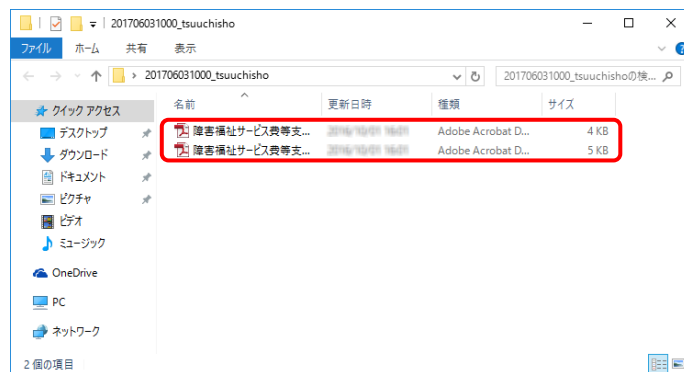 201706031000_tsuuchisho
ファイル ホーム 共有 表示
201706031000_tsuuchisho
201706031000_tsuuchishoの検...
名前 更新日時 種類 サイズ
障害福祉サービス費等支... Adobe Acrobat D... 4 KB
障害福祉サービス費等支... Adobe Acrobat D... 5 KB
クイック アクセス
デスクトップ
ダウンロード
ドキュメント
ピクチャ
ビデオ
ミュージック
OneDrive
PC
ネットワーク
2 個の項目